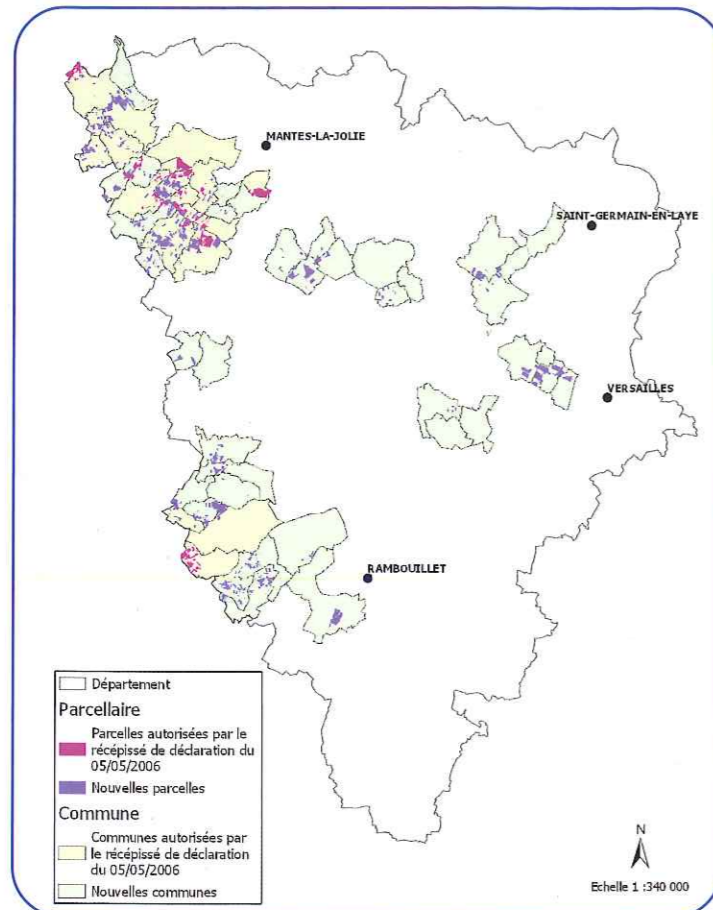 MANTES-LA-JOLIE
SAINT-GERMAIN-EN-LAYE
VERSAILLES
RAMBOUILLET
Département
Parcellaire
Parcelles autorisées par le
récépissé de déclaration du
05/05/2006
Nouvelles parcelles
Commune
Communes autorisées par
le récépissé de déclaration
du 05/05/2006
Nouvelles communes
N
Echelle 1 :340 000